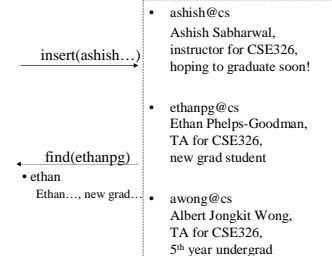 insert(ashish…)
find(ethanpg)
• ethan
Ethan…, new grad…
• ashish@cs
Ashish Sabharwal,
instructor for CSE326,
hoping to graduate soon!
• ethanpg@cs
Ethan Phelps-Goodman,
TA for CSE326,
new grad student
• awong@cs
Albert Jongkit Wong,
TA for CSE326,
5th year undergrad